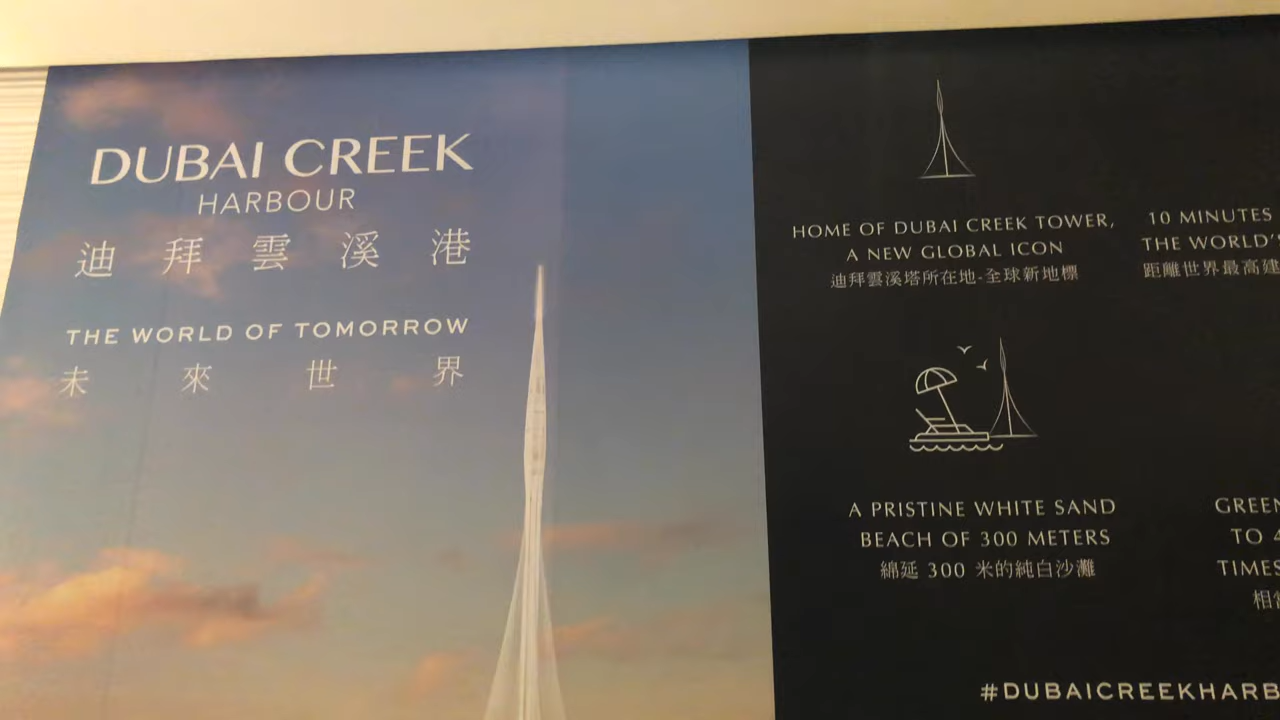 DUBAI CREEK
HARBOUR
迪拜雲溪港
THE WORLD OF TOMORROW
未來世界
HOME OF DUBAI CREEK TOWER,
A NEW GLOBAL ICON
迪拜雲溪塔所在地-全球新地標
10 MINUTES
THE WORLD'
距離世界最高建
A PRISTINE WHITE SAND
BEACH OF 300 METERS
綿延 300 米的純白沙灘
GREEN
TO 4
TIMES
相當
#DUBAICREEKHARB